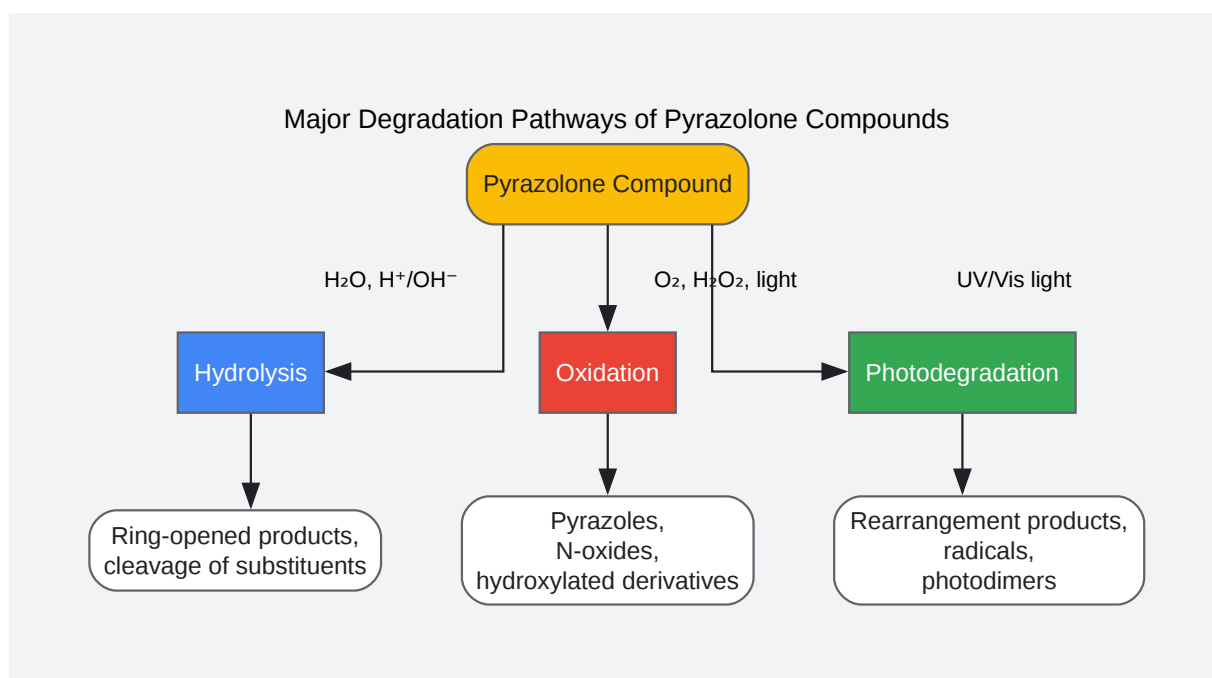 Major Degradation Pathways of Pyrazolone Compounds
Pyrazolone Compound
H₂O, H⁺/OH⁻
O₂, H₂O₂, light
UV/Vis light
Hydrolysis
Oxidation
Photodegradation
Ring-opened products,
cleavage of substituents
Pyrazoles,
N-oxides,
hydroxylated derivatives
Rearrangement products,
radicals,
photodimers